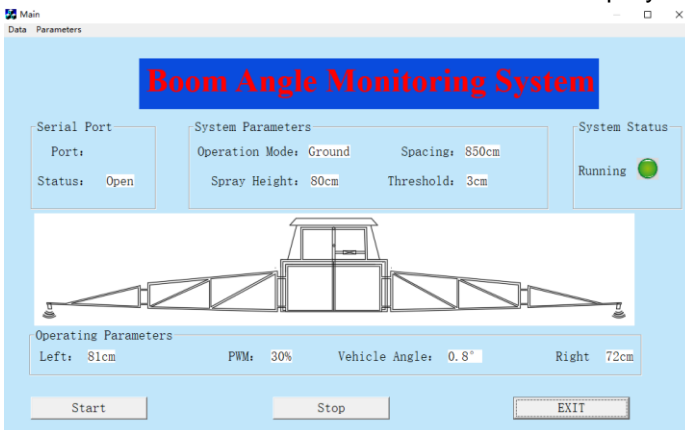 Main
Data Parameters
Boom Angle Monitoring System
Serial Port
System Parameters
System Status
Port:
Operation Mode: Ground
Spacing: 850cm
Running
Status: Open
Spray Height: 80cm
Threshold: 3cm
Operating Parameters
Left: 81cm
PWM: 30%
Vehicle Angle: 0.8°
Right 72cm
Start
Stop
EXIT